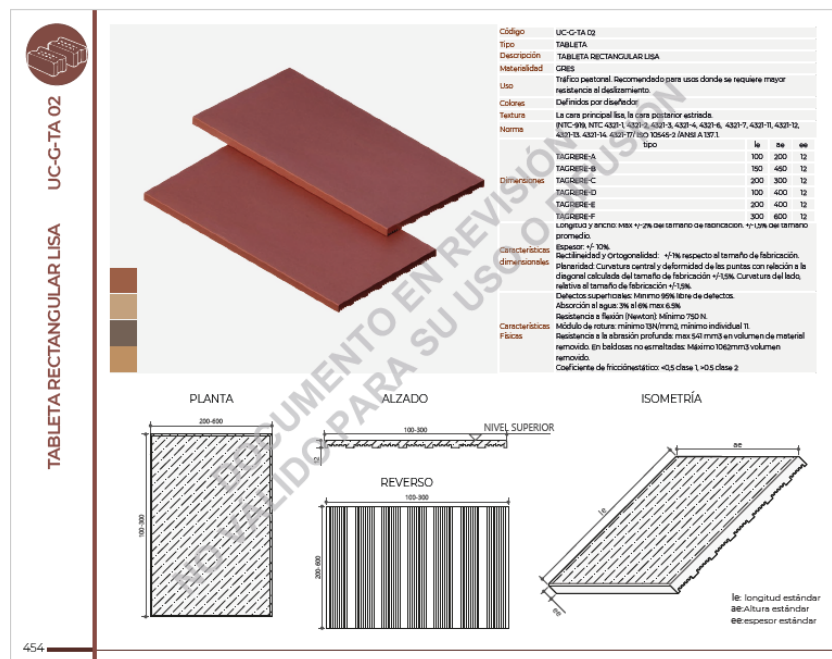 UC-G-TA 02
TABLETA RECTANGULAR LISA
Código UC-G-TA 02
Tipo TABLETA
Descripción TABLETA RECTANGULAR LISA
Materialidad GRES
Uso Tráfico peatonal. Recomendado para usos donde se requiere mayor
resistencia al deslizamiento.
Colores Definidos por diseñador
Textura La cara principal lisa, la cara posterior estriada.
Norma (NTC-919, NTC 4321-1, 4321-2, 4321-3, 4321-4, 4321-6, 4321-7, 4321-11, 4321-12,
4321-13, 4321-14, 4321-17/ ISO 10545-2 /ANSI A 137.1.
Dimensiones
tipo le ae ee
TAGRERE-A 100 200 12
TAGRERE-B 150 450 12
TAGRERE-C 200 300 12
TAGRERE-D 100 400 12
TAGRERE-E 200 400 12
TAGRERE-F 300 600 12
Características dimensionales
Longitud y ancho: Max +/-2% del tamaño de fabricación. +/-1,5% del tamaño
promedio.
Espesor: +/- 10%.
Rectilineidad y Ortogonalidad: +/-1% respecto al tamaño de fabricación.
Planaridad: Curvatura central y deformidad de las puntas con relación a la
diagonal calculada del tamaño de fabricación +/-1,5%. Curvatura del lado,
relativa al tamaño de fabricación +/-1,5%.
Características Físicas
Defectos superficiales: Mínimo 95% libre de defectos.
Absorción al agua: 3% al 6% max 6.5%
Resistencia a flexión (Newton): Mínimo 750 N.
Módulo de rotura: mínimo 13N/mm2, mínimo individual 11.
Resistencia a la abrasión profunda: max 541 mm3 en volumen de material
removido. En baldosas no esmaltadas: Máximo 1062mm3 volumen
removido.
Coeficiente de fricciónestático: <0,5 clase 1, >0.5 clase 2
DOCUMENTO EN REVISIÓN
NO VÁLIDO PARA SU USO O DIFUSIÓN
PLANTA
200-600
100-300
ALZADO
100-300
NIVEL SUPERIOR
12
REVERSO
100-300
200-600
ISOMETRÍA
ae
le
ee
le: longitud estándar
ae:Altura estándar
ee:espesor estándar
454